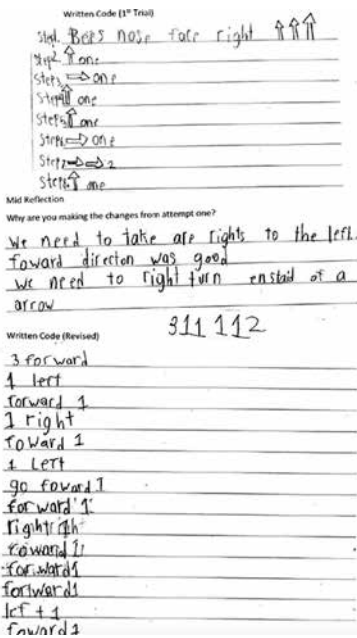 Written Code (1st Trial)
Step1. Bees nose face right ⇑⇑⇑
Step2 ⇑ one
Step3 ⇨ one
Step4 ⇑ one
Step5 ⇑ one
Step6 ⇨ one
Step7 ⇨⇨ 2
Step8 ⇑ one
Mid Reflection
Why are you making the changes from attempt one?
we need to take are rights to the left.
foward directon was good
we need to right turn enstaid of a
arrow
311 112
Written Code (Revised)
3 forward
1 left
forward 1
1 right
foward 1
1 Left
go foward 1
forward 1
right
foward 1
forward1
forward1
left 1
foward 1